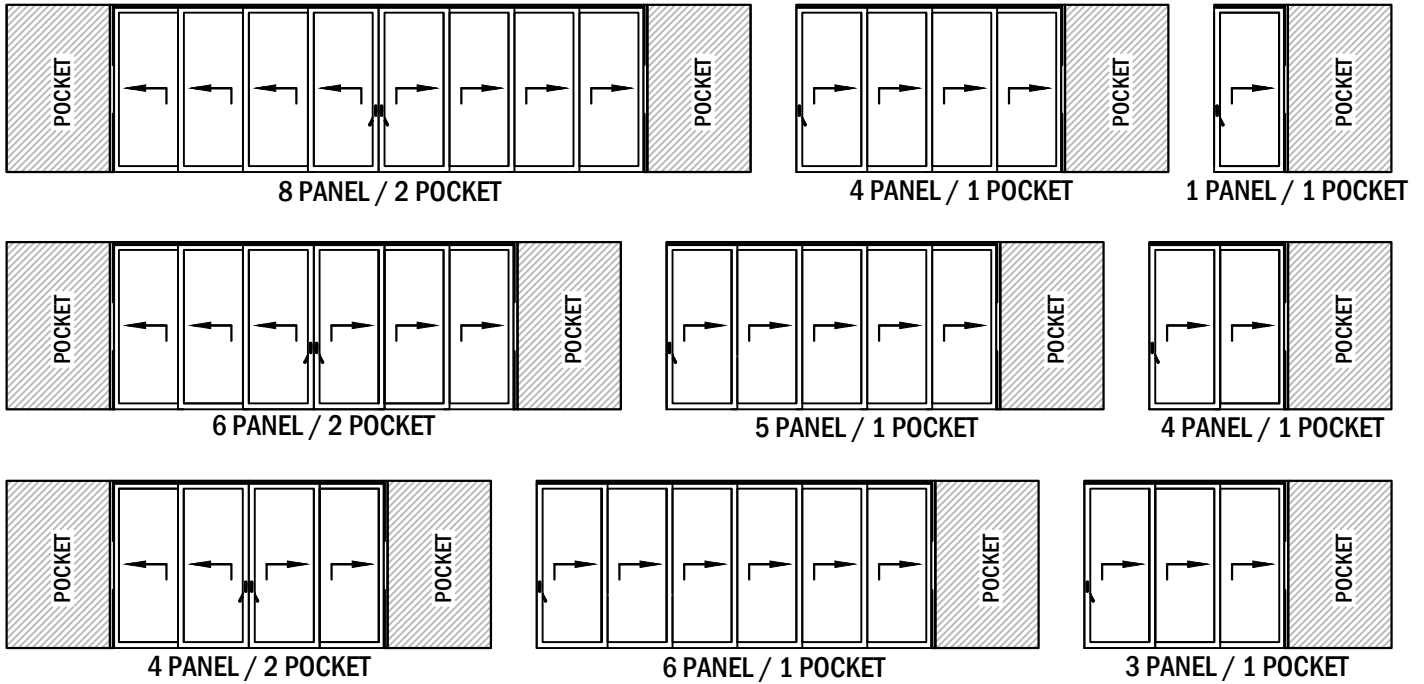 POCKET
POCKET
8 PANEL / 2 POCKET
POCKET
4 PANEL / 1 POCKET
POCKET
1 PANEL / 1 POCKET
POCKET
POCKET
6 PANEL / 2 POCKET
POCKET
5 PANEL / 1 POCKET
POCKET
4 PANEL / 1 POCKET
POCKET
POCKET
4 PANEL / 2 POCKET
POCKET
6 PANEL / 1 POCKET
POCKET
3 PANEL / 1 POCKET